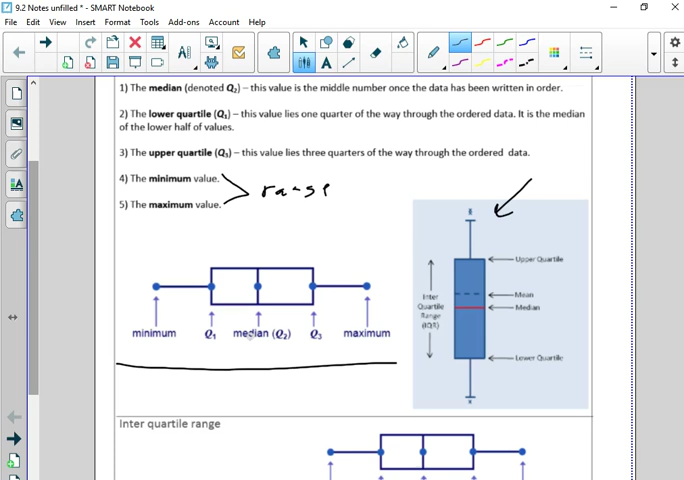 9.2 Notes unfilled * - SMART Notebook
File Edit View Insert Format Tools Add-ons Account Help
1) The median (denoted Q2) – this value is the middle number once the data has been written in order.
2) The lower quartile (Q1) – this value lies one quarter of the way through the ordered data. It is the median
of the lower half of values.
3) The upper quartile (Q3) – this value lies three quarters of the way through the ordered data.
4) The minimum value.
range
5) The maximum value.
Upper Quartile
Inter
Quartile
Range
(IQR)
Mean
Median
Lower Quartile
minimum Q1 median (Q2) Q3 maximum
Inter quartile range